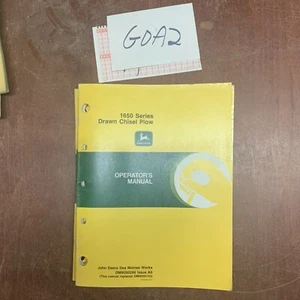 GOA2
1650 Series
Drawn Chisel Plow
OPERATOR'S
MANUAL
John Deere Des Moines Works